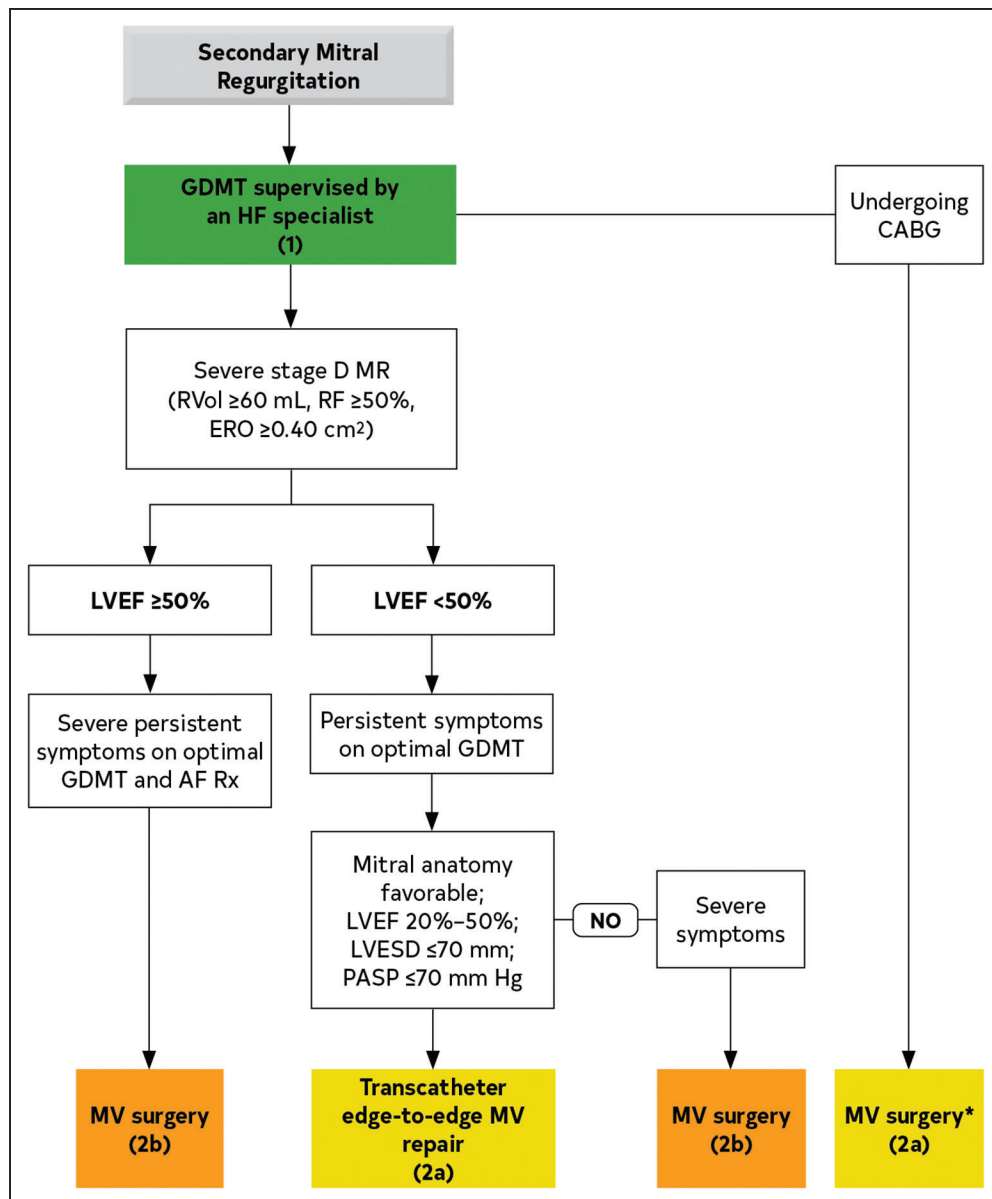 Secondary Mitral
Regurgitation
GDMT supervised by
an HF specialist
(1)
Undergoing
CABG
Severe stage D MR
(RVol ≥60 mL, RF ≥50%,
ERO ≥0.40 cm²)
LVEF ≥50%
LVEF <50%
Severe persistent
symptoms on optimal
GDMT and AF Rx
Persistent symptoms
on optimal GDMT
Mitral anatomy
favorable;
LVEF 20%–50%;
LVESD ≤70 mm;
PASP ≤70 mm Hg
NO
Severe
symptoms
MV surgery
(2b)
Transcatheter
edge-to-edge MV
repair
(2a)
MV surgery
(2b)
MV surgery*
(2a)